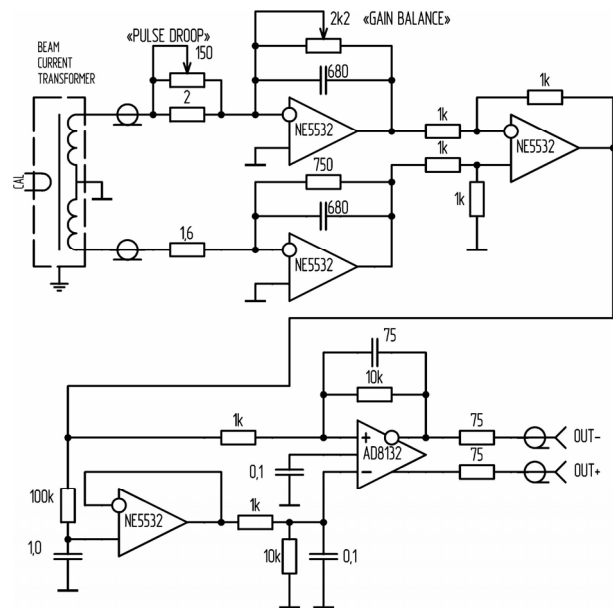 «PULSE DROOP»
150
2k2 «GAIN BALANCE»
BEAM
CURRENT
TRANSFORMER
2
680
NE5532
1k
1k
1k
NE5532
1k
CAL
750
680
1,6
NE5532
75
10k
1k
AD8132
+
−
75
OUT-
75
OUT+
0,1
100k
NE5532
1k
1,0
10k
0,1